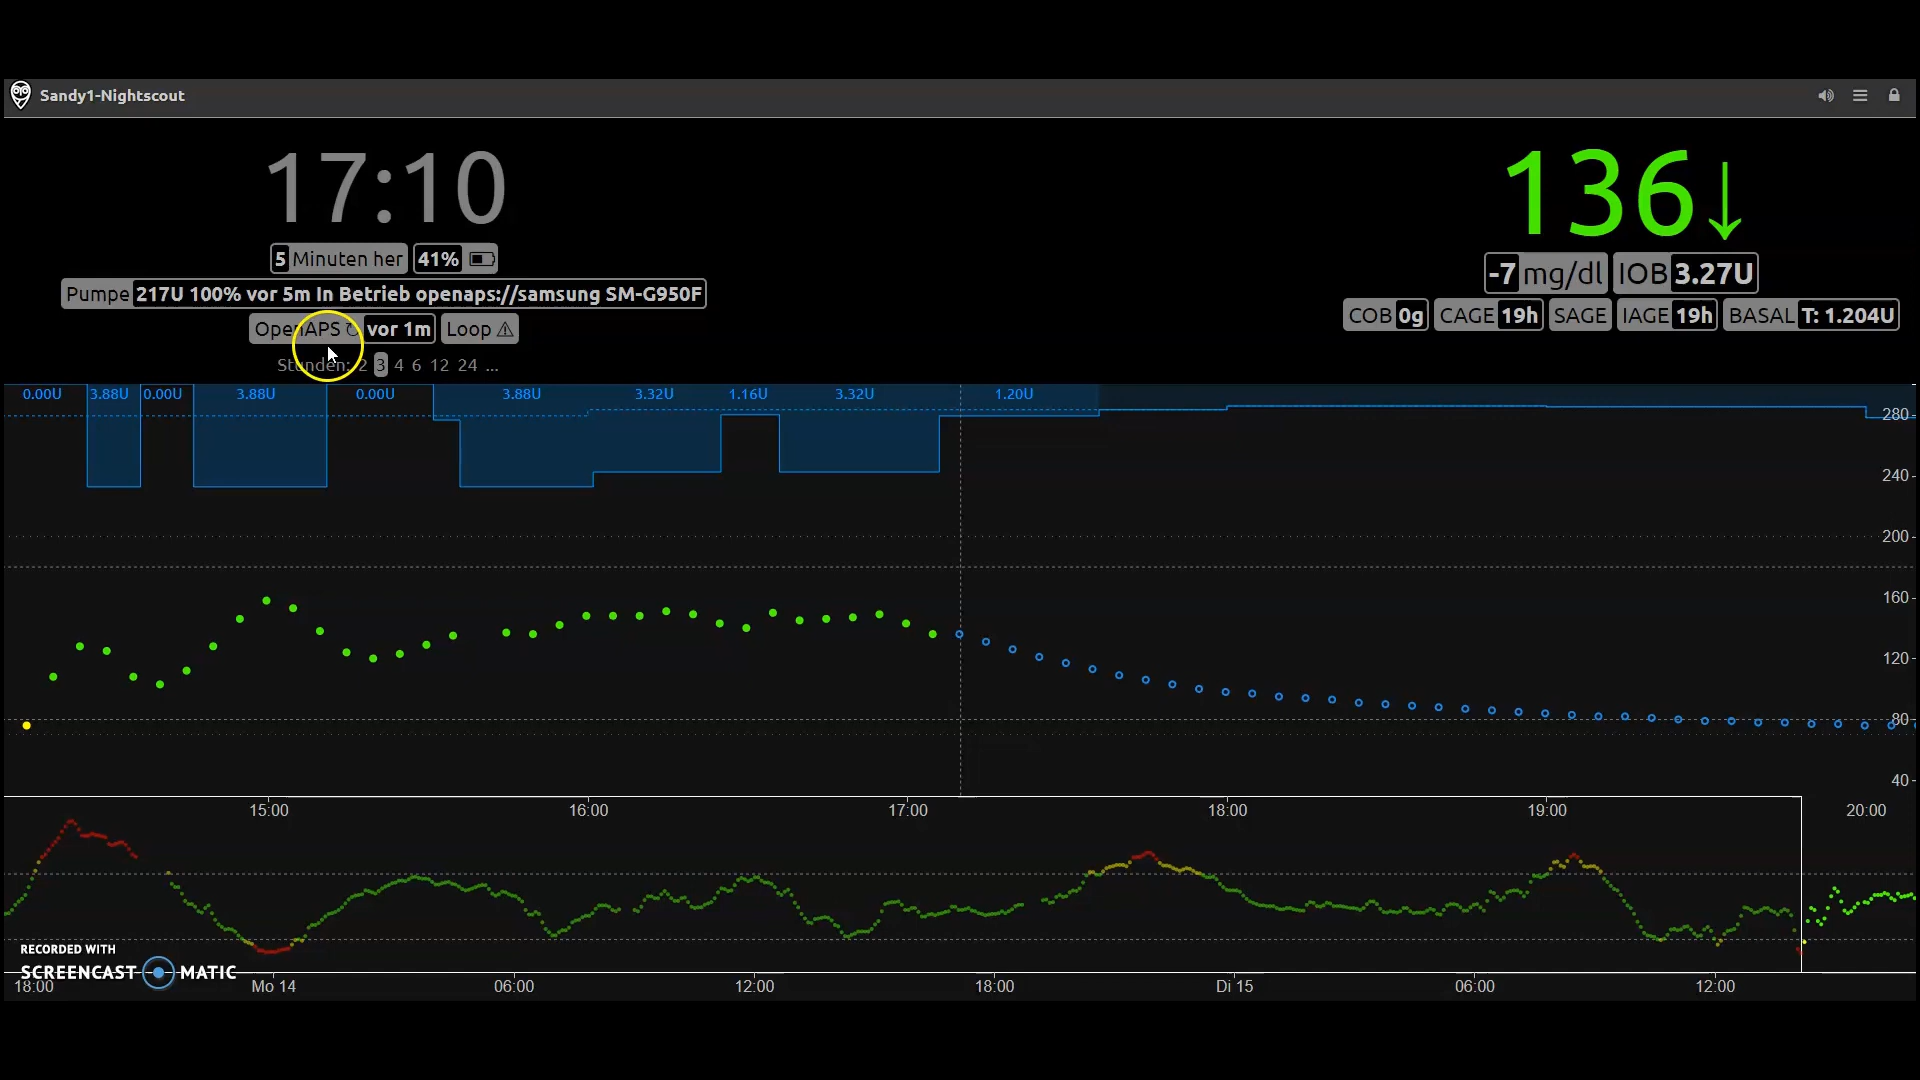 Sandy1-Nightscout
17:10
5 Minuten her 41%
Pumpe 217U 100% vor 5m In Betrieb openaps://samsung SM-G950F
OpenAPS ↻ vor 1m Loop ⚠
Stunden: 2 3 4 6 12 24 ...
136↓
-7 mg/dl IOB 3.27U
COB 0g CAGE 19h SAGE IAGE 19h BASAL T: 1.204U
0.00U 3.88U 0.00U 3.88U 0.00U 3.88U 3.32U 1.16U 3.32U 1.20U
280
240
200
160
120
80
40
15:00 16:00 17:00 18:00 19:00 20:00
RECORDED WITH
SCREENCAST MATIC
18:00 Mo 14 06:00 12:00 18:00 Di 15 06:00 12:00